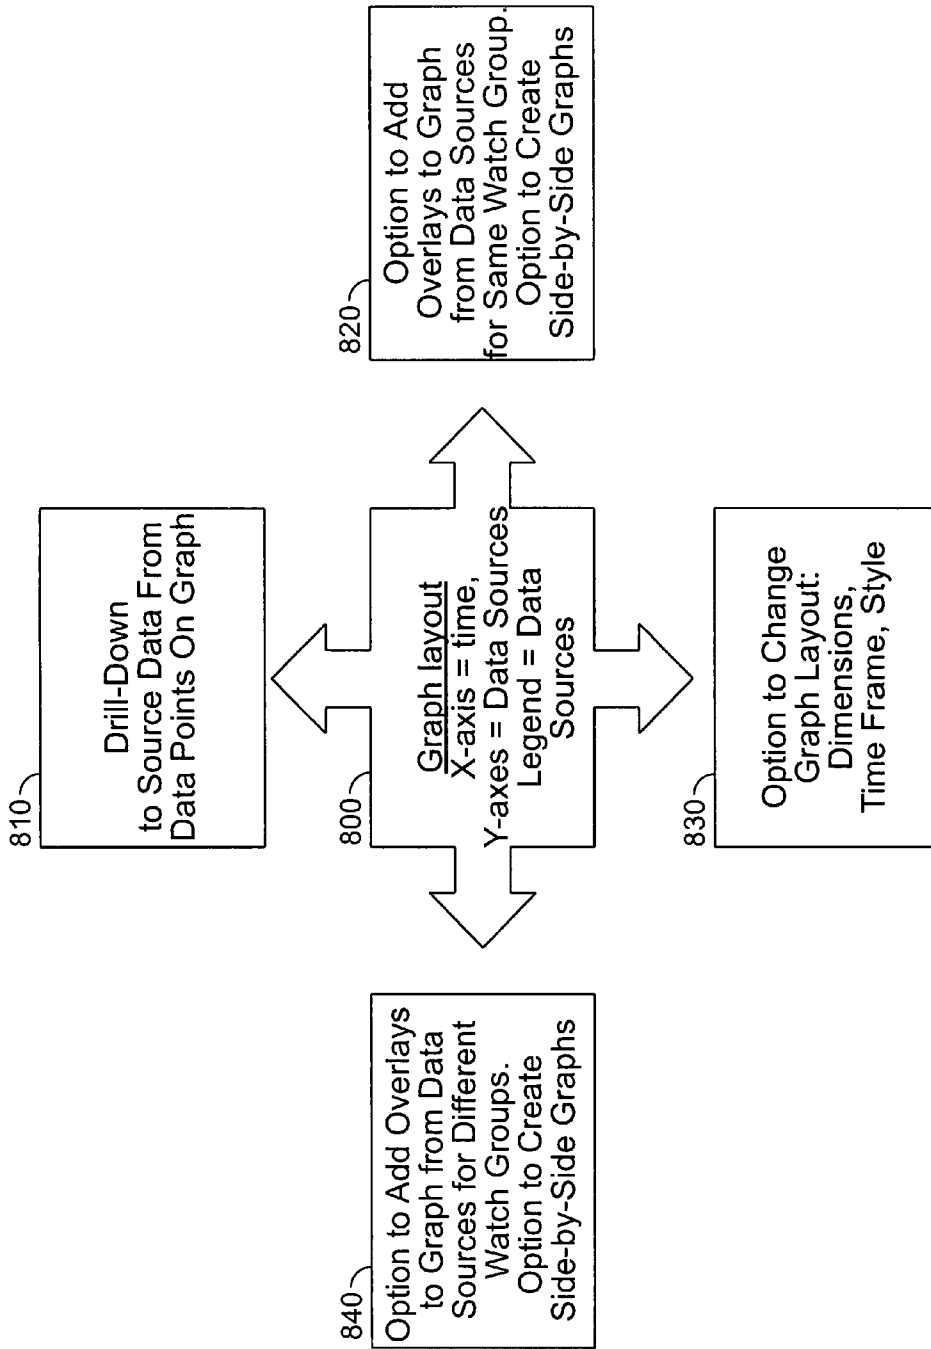 810
Drill-Down
to Source Data From
Data Points On Graph
840
Option to Add Overlays
to Graph from Data
Sources for Different
Watch Groups.
Option to Create
Side-by-Side Graphs
800
Graph layout
X-axis = time,
Y-axes = Data Sources
Legend = Data
Sources
820
Option to Add
Overlays to Graph
from Data Sources
for Same Watch Group.
Option to Create
Side-by-Side Graphs
830
Option to Change
Graph Layout:
Dimensions,
Time Frame, Style